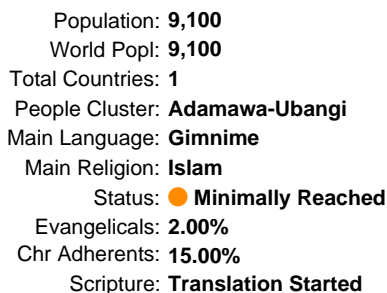 Population: 9,100
World Popl: 9,100
Total Countries: 1
People Cluster: Adamawa-Ubangi
Main Language: Gimnime
Main Religion: Islam
Status: Minimally Reached
Evangelicals: 2.00%
Chr Adherents: 15.00%
Scripture: Translation Started